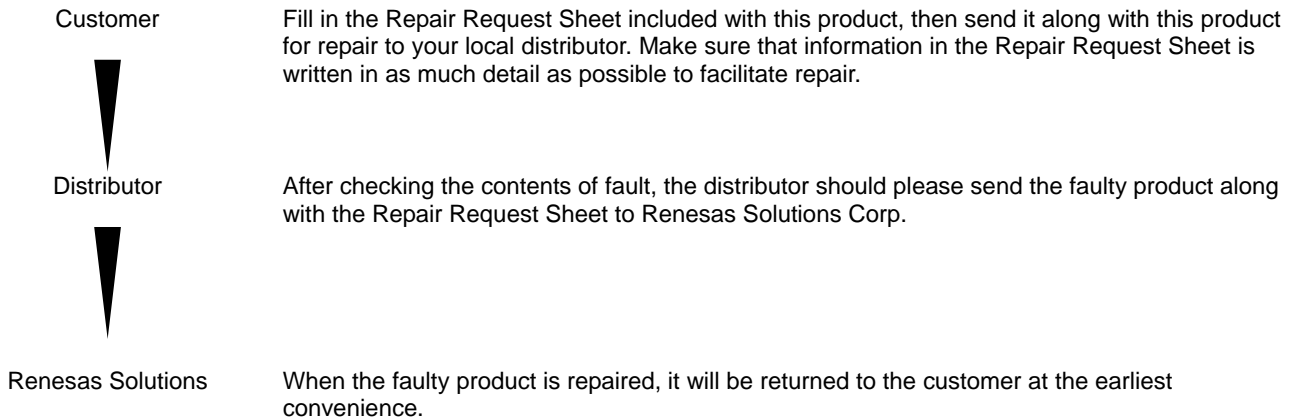 Customer
Fill in the Repair Request Sheet included with this product, then send it along with this product
for repair to your local distributor. Make sure that information in the Repair Request Sheet is
written in as much detail as possible to facilitate repair.
Distributor
After checking the contents of fault, the distributor should please send the faulty product along
with the Repair Request Sheet to Renesas Solutions Corp.
Renesas Solutions
When the faulty product is repaired, it will be returned to the customer at the earliest
convenience.